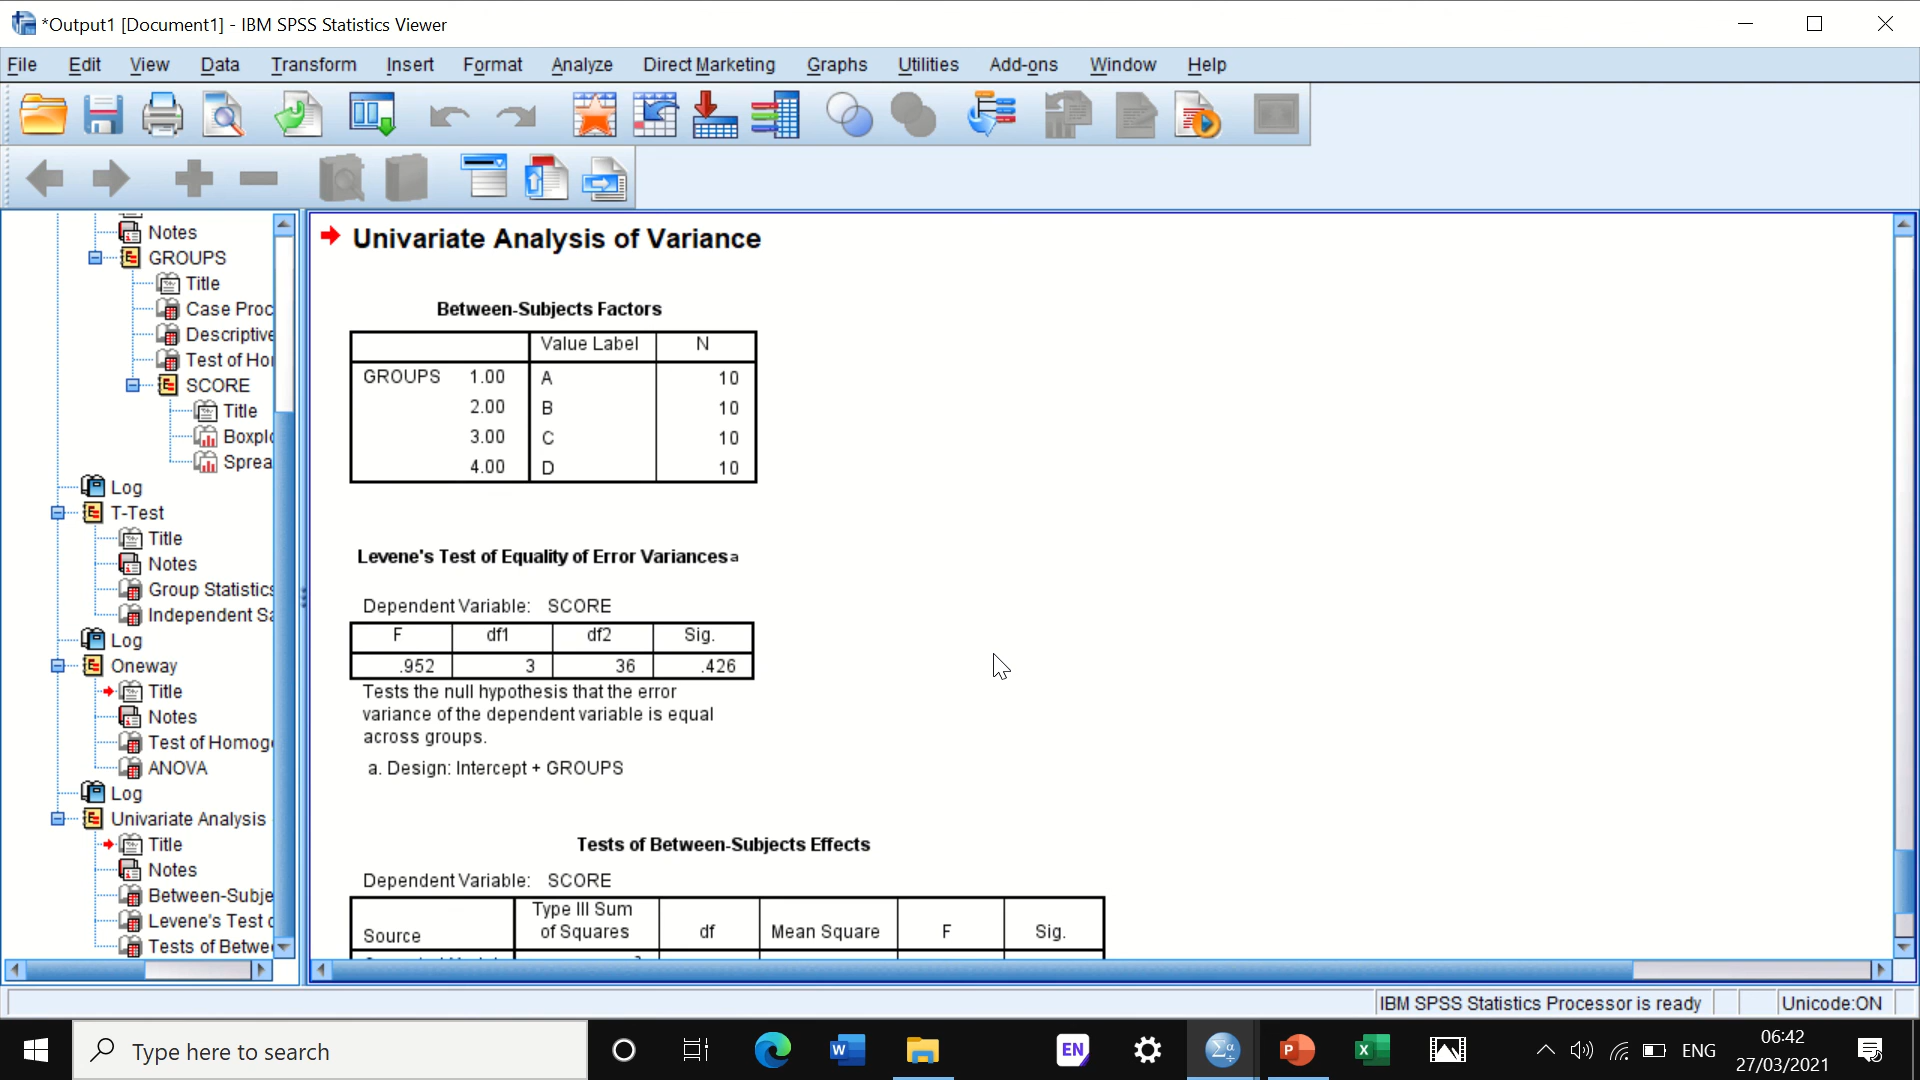 *Output1 [Document1] - IBM SPSS Statistics Viewer
File Edit View Data Transform Insert Format Analyze Direct Marketing Graphs Utilities Add-ons Window Help
Notes
GROUPS
Title
Case Proc
Descriptive
Test of Hor
SCORE
Title
Boxplo
Sprea
Log
T-Test
Title
Notes
Group Statistics
Independent Sa
Log
Oneway
Title
Notes
Test of Homog
ANOVA
Log
Univariate Analysis
Title
Notes
Between-Subje
Levene's Test o
Tests of Betwe
Univariate Analysis of Variance
Between-Subjects Factors
Value Label N
GROUPS 1.00 A 10
2.00 B 10
3.00 C 10
4.00 D 10
Levene's Test of Equality of Error Variances a
Dependent Variable: SCORE
F df1 df2 Sig.
.952 3 36 .426
Tests the null hypothesis that the error
variance of the dependent variable is equal
across groups.
a. Design: Intercept + GROUPS
Tests of Between-Subjects Effects
Dependent Variable: SCORE
Source Type III Sum of Squares df Mean Square F Sig.
IBM SPSS Statistics Processor is ready Unicode:ON
Type here to search
EN
ENG
06:42
27/03/2021